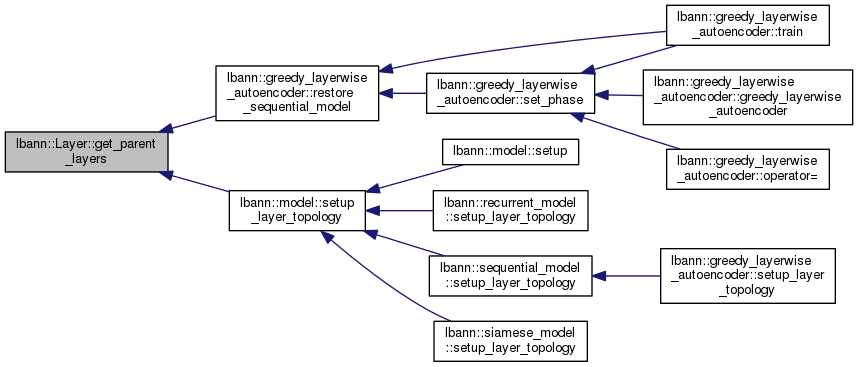 lbann::Layer::get_parent
_layers
lbann::greedy_layerwise
_autoencoder::restore
_sequential_model
lbann::greedy_layerwise
_autoencoder::train
lbann::greedy_layerwise
_autoencoder::set_phase
lbann::greedy_layerwise
_autoencoder::greedy_layerwise
_autoencoder
lbann::greedy_layerwise
_autoencoder::operator=
lbann::model::setup
_layer_topology
lbann::model::setup
lbann::recurrent_model
::setup_layer_topology
lbann::sequential_model
::setup_layer_topology
lbann::greedy_layerwise
_autoencoder::setup_layer
_topology
lbann::siamese_model
::setup_layer_topology